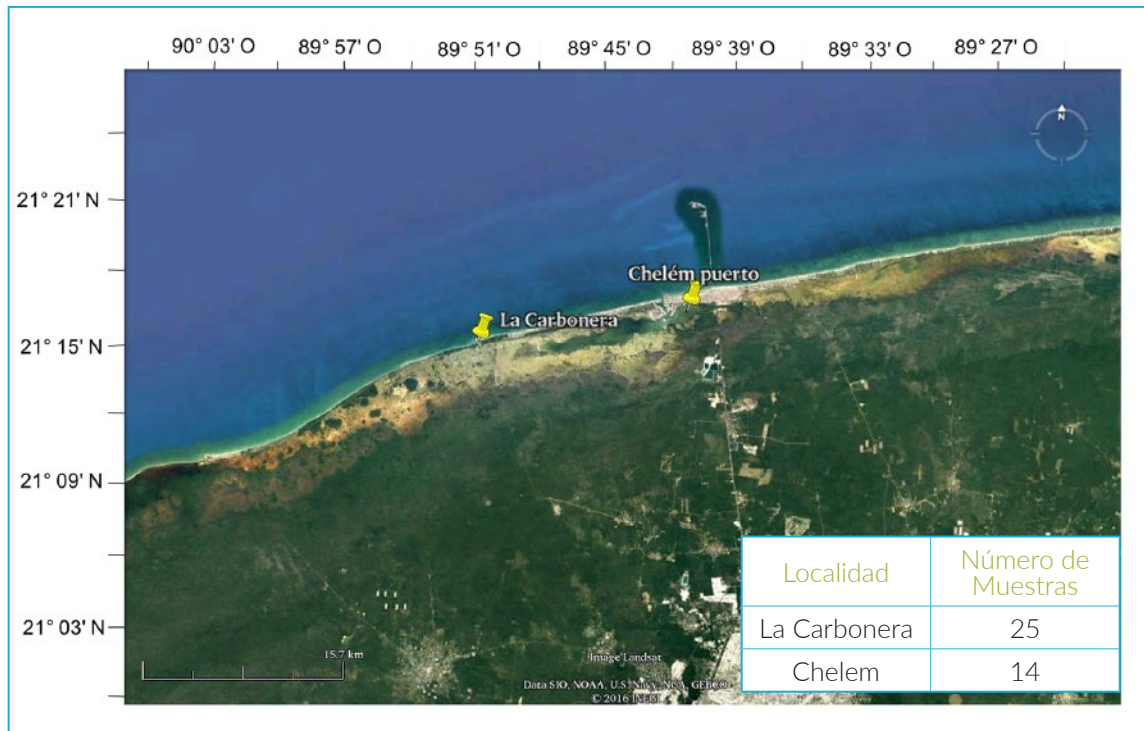 90° 03' O 89° 57' O 89° 51' O 89° 45' O 89° 39' O 89° 33' O 89° 27' O
N
21° 21' N
Chelém puerto
La Carbonera
21° 15' N
21° 09' N
Localidad Número de Muestras
La Carbonera 25
Chelem 14
21° 03' N
15.7 km
Image Landsat
Data SIO, NOAA, U.S. Navy, NGA, GEBCO
© 2016 INEGI